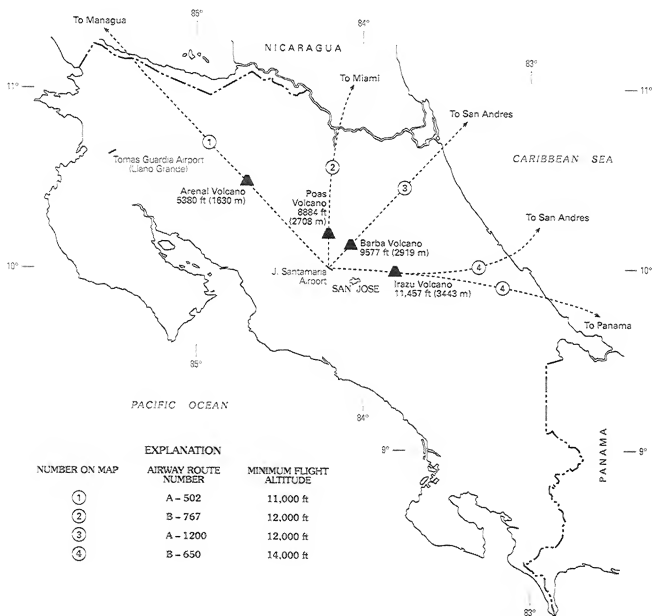 85°
84°
To Managua
NICARAGUA
83°
11°
To Miami
11°
To San Andres
1
Tomas Guardia Airport
(Llano Grande)
2
3
CARIBBEAN SEA
Arenal Volcano
5380 ft (1630 m)
Poas
Volcano
8884 ft
(2708 m)
To San Andres
Barba Volcano
9577 ft (2919 m)
10°
J. Santamaria
Airport
SAN JOSE
4
10°
Irazu Volcano
11,457 ft (3443 m)
4
To Panama
85°
PACIFIC OCEAN
84°
9°
PANAMA
9°
EXPLANATION
NUMBER ON MAP
AIRWAY ROUTE
NUMBER
MINIMUM FLIGHT
ALTITUDE
1 A – 502 11,000 ft
2 B – 767 12,000 ft
3 A – 1200 12,000 ft
4 B – 650 14,000 ft
83°